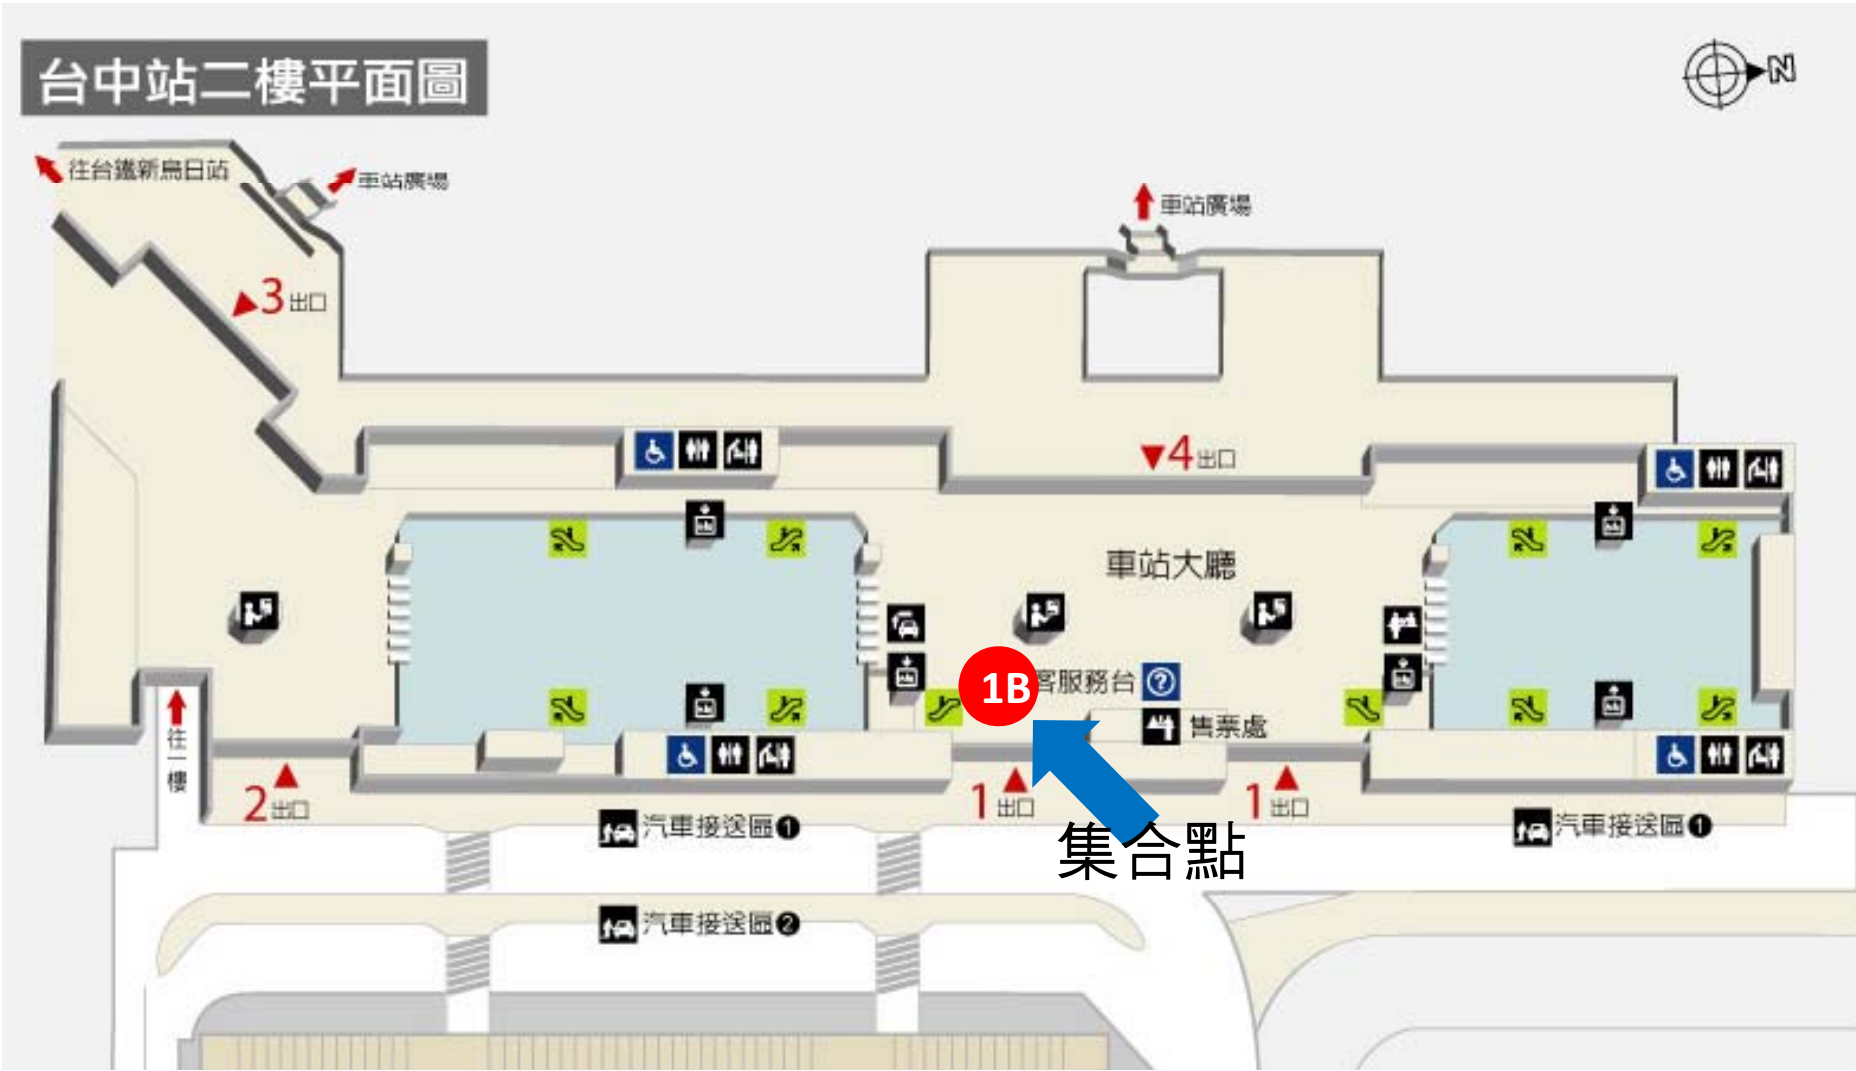 台中站二樓平面圖
N
往台鐵新烏日站
車站廣場
車站廣場
3 出口
4 出口
車站大廳
1B
客服務台
?
售票處
往一樓
2 出口
1 出口
1 出口
汽車接送區1
汽車接送區1
集合點
汽車接送區2